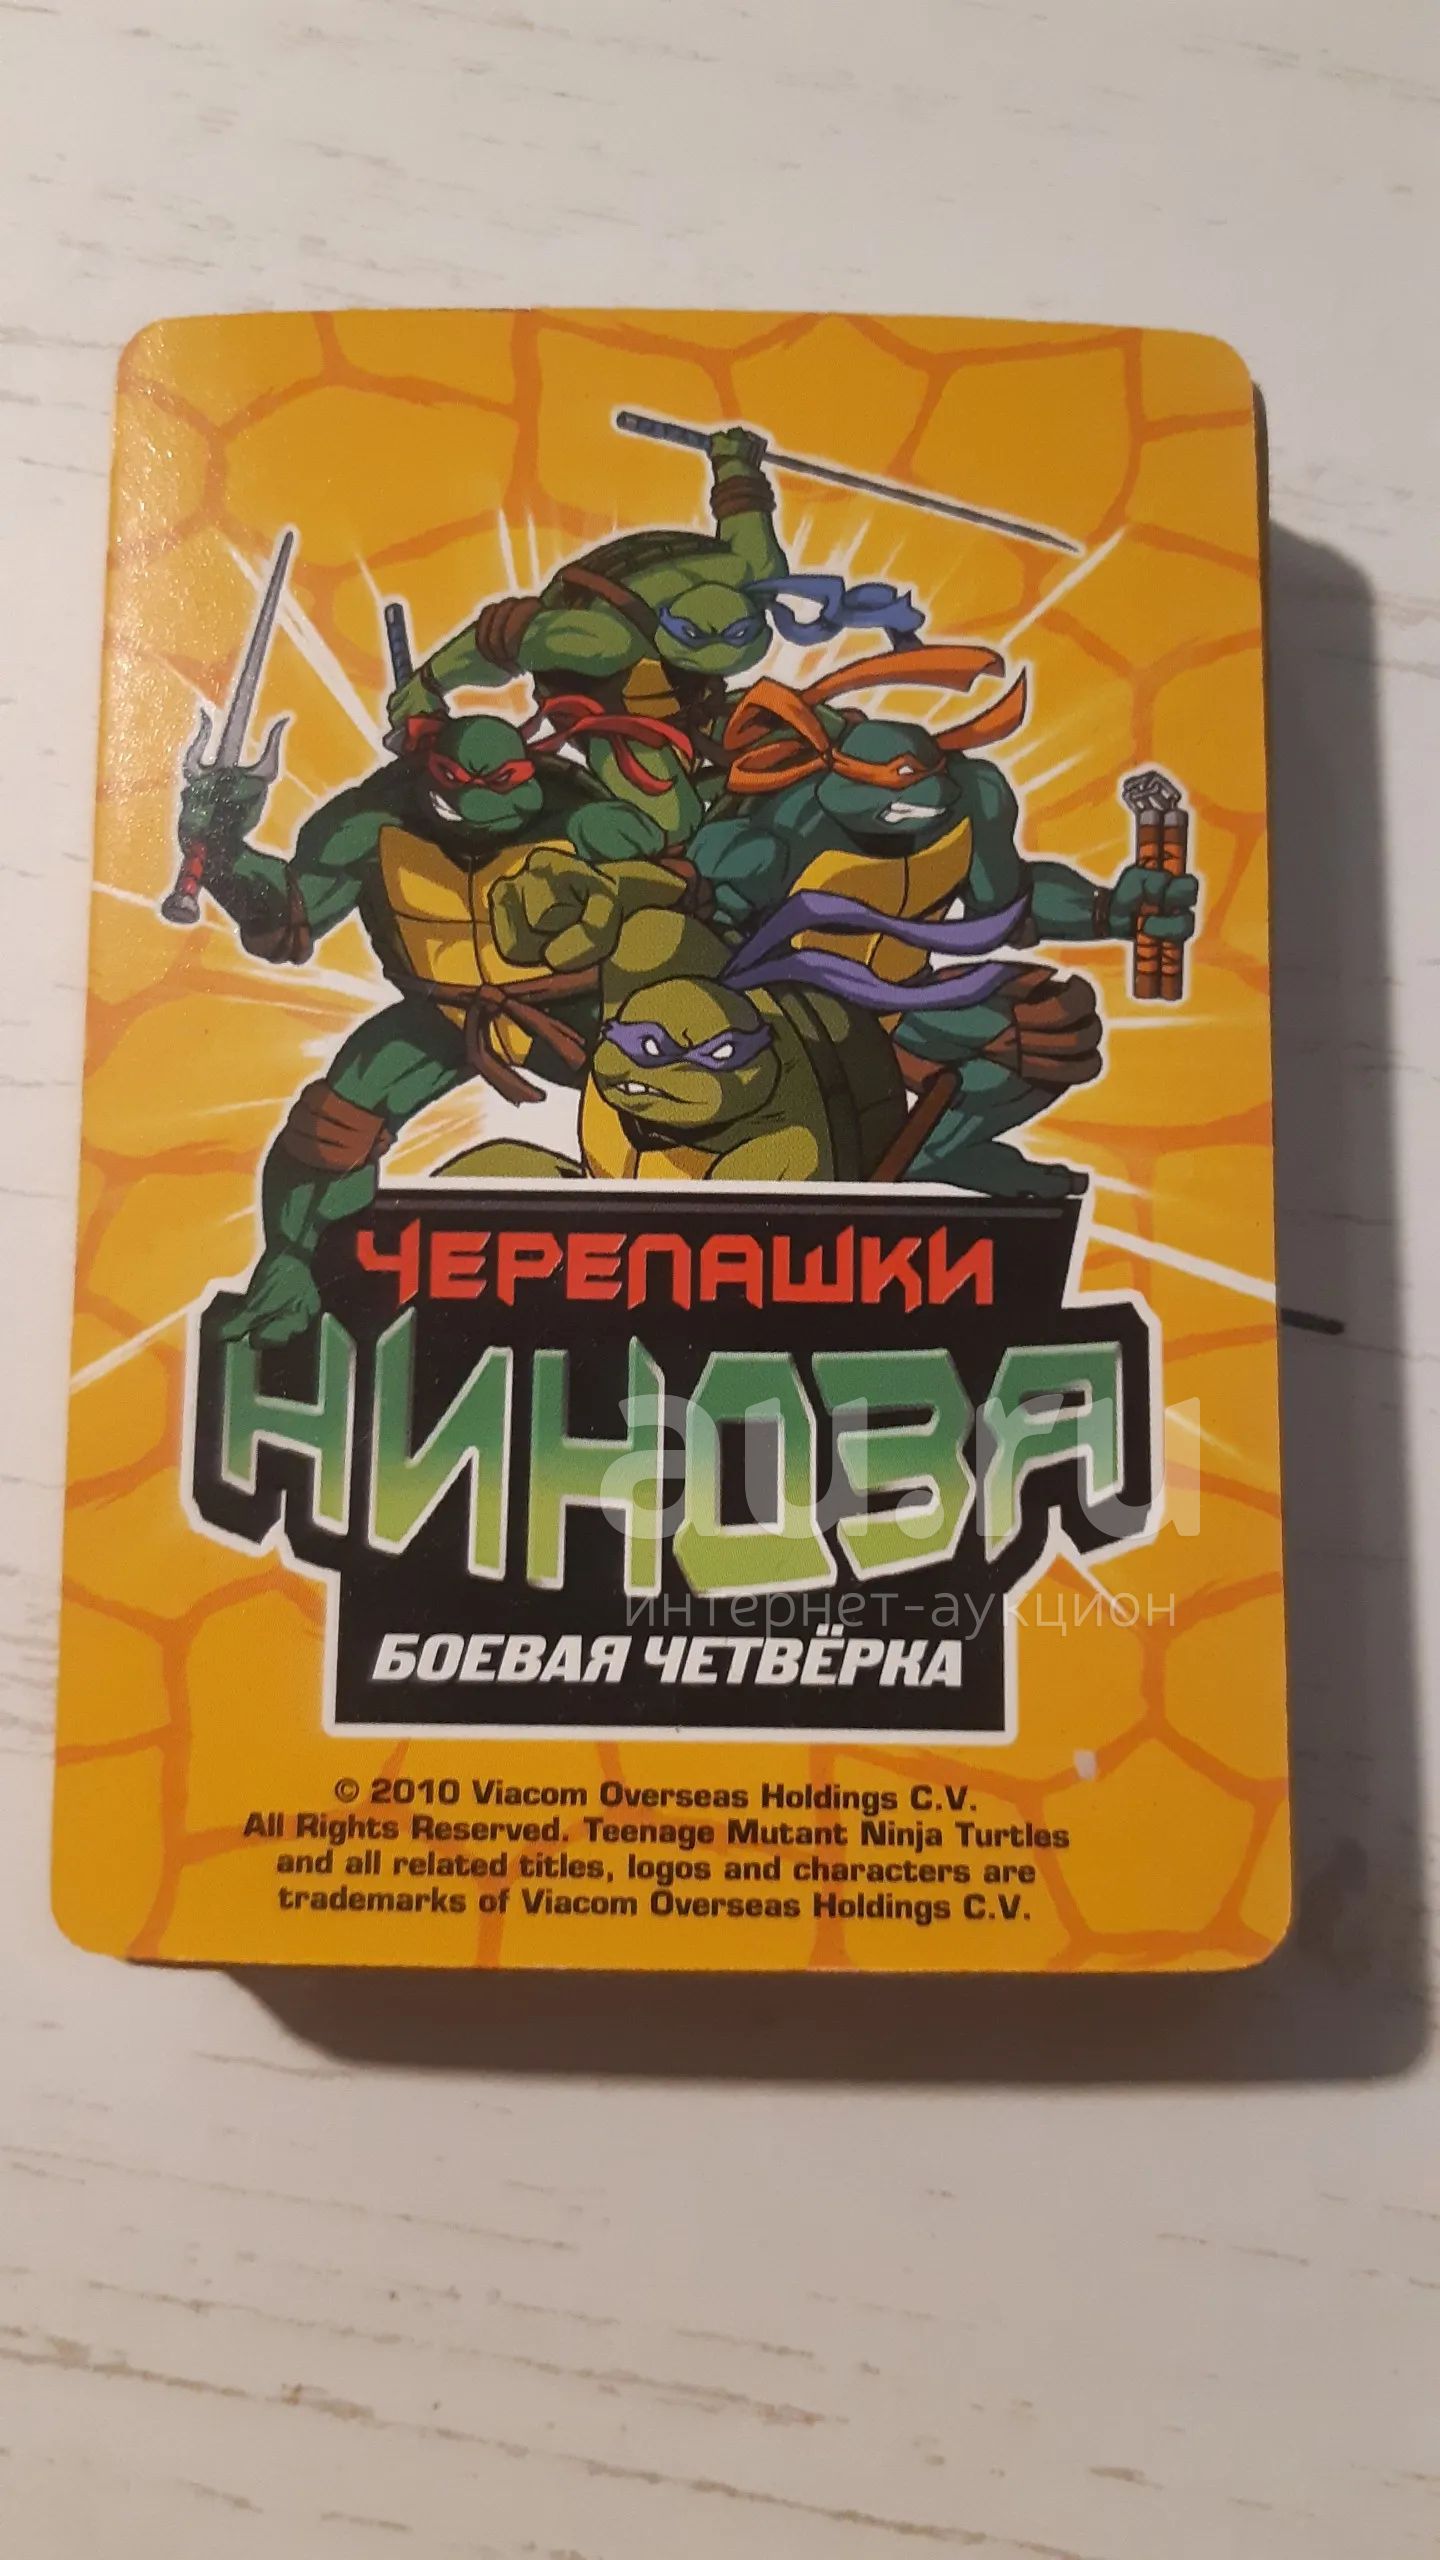 ЧЕРЕПАШКИ
НИНДЗЯ
au.ru
интернет-аукцион
БОЕВАЯ ЧЕТВЁРКА
© 2010 Viacom Overseas Holdings C.V.
All Rights Reserved. Teenage Mutant Ninja Turtles
and all related titles, logos and characters are
trademarks of Viacom Overseas Holdings C.V.